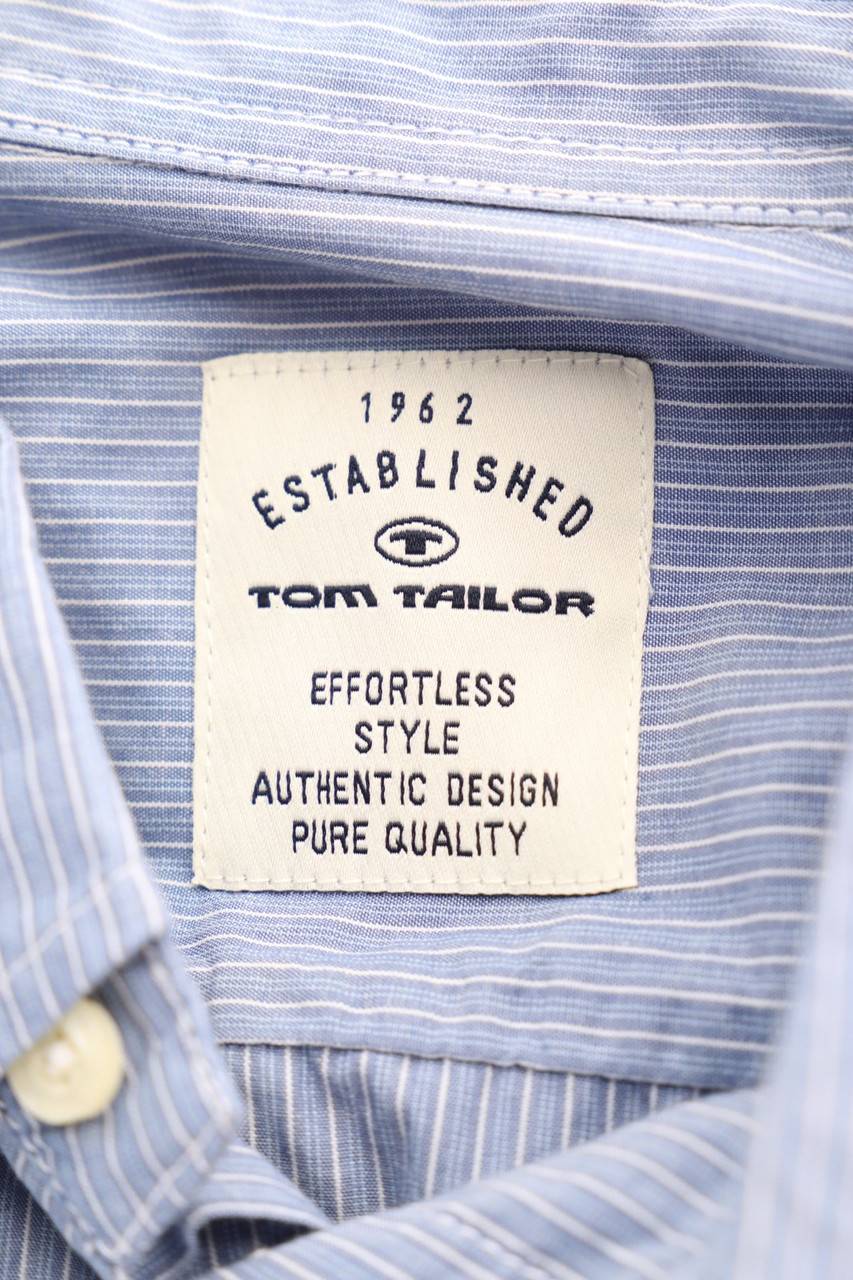 1962
ESTABLISHED
T
TOM TAILOR
EFFORTLESS
STYLE
AUTHENTIC DESIGN
PURE QUALITY